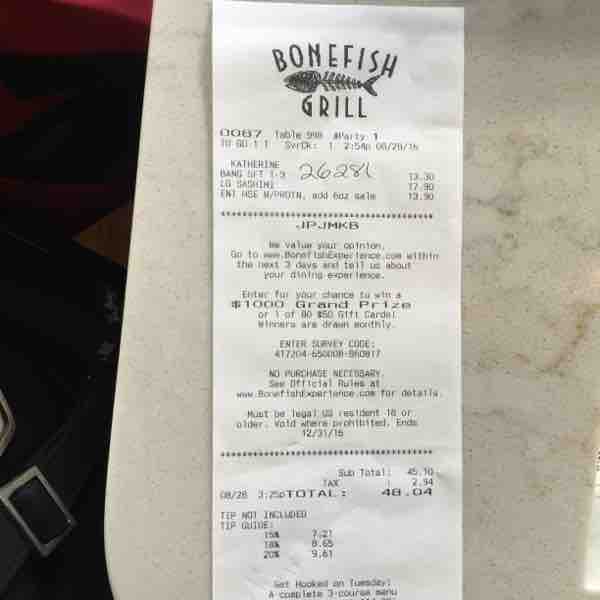 BONEFISH
GRILL
0087 Table 998 #Party 1
TO GO 1 1 SvrCk: 1 2:54p 08/28/16
KATHERINE
BANG SFT 1-3 13.30
LG SASHIMI 17.90
ENT HSE W/PROTN, add 6oz salm 13.90
****************************************
JPJMKB
We value your opinion.
Go to www.BonefishExperience.com within
the next 3 days and tell us about
your dining experience.
Enter for your chance to win a
$1000 Grand Prize
or 1 of 80 $50 Gift Cards!
Winners are drawn monthly.
ENTER SURVEY CODE:
NO PURCHASE NECESSARY.
See Official Rules at
www.BonefishExperience.com for details.
Must be legal US resident 18 or
older. Void where prohibited. Ends
12/31/16
****************************************
Sub Total: 45.10
TAX : 2.94
08/28 3:25p TOTAL: 48.04
TIP NOT INCLUDED
TIP GUIDE:
15% 7.21
18% 8.65
20% 9.61
Get Hooked on Tuesday!
A complete 3-course menu